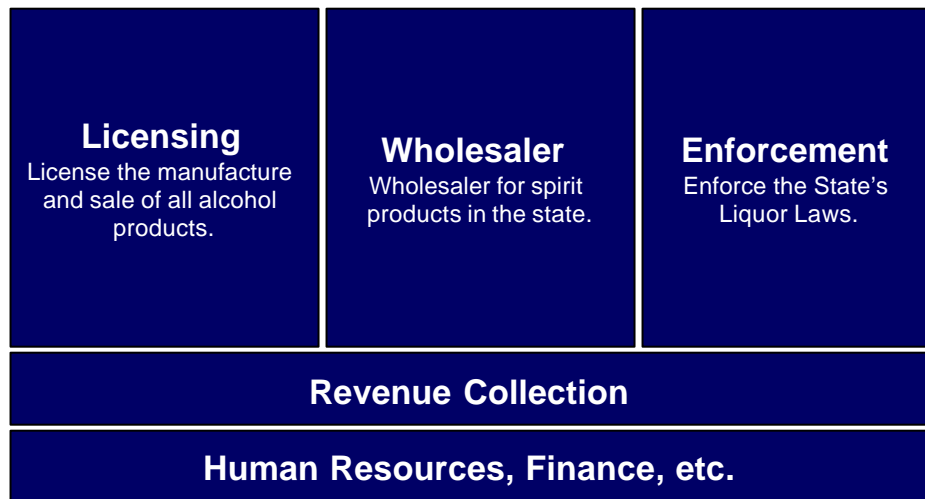 Licensing
License the manufacture
and sale of all alcohol
products.
Wholesaler
Wholesaler for spirit
products in the state.
Enforcement
Enforce the State’s
Liquor Laws.
Revenue Collection
Human Resources, Finance, etc.